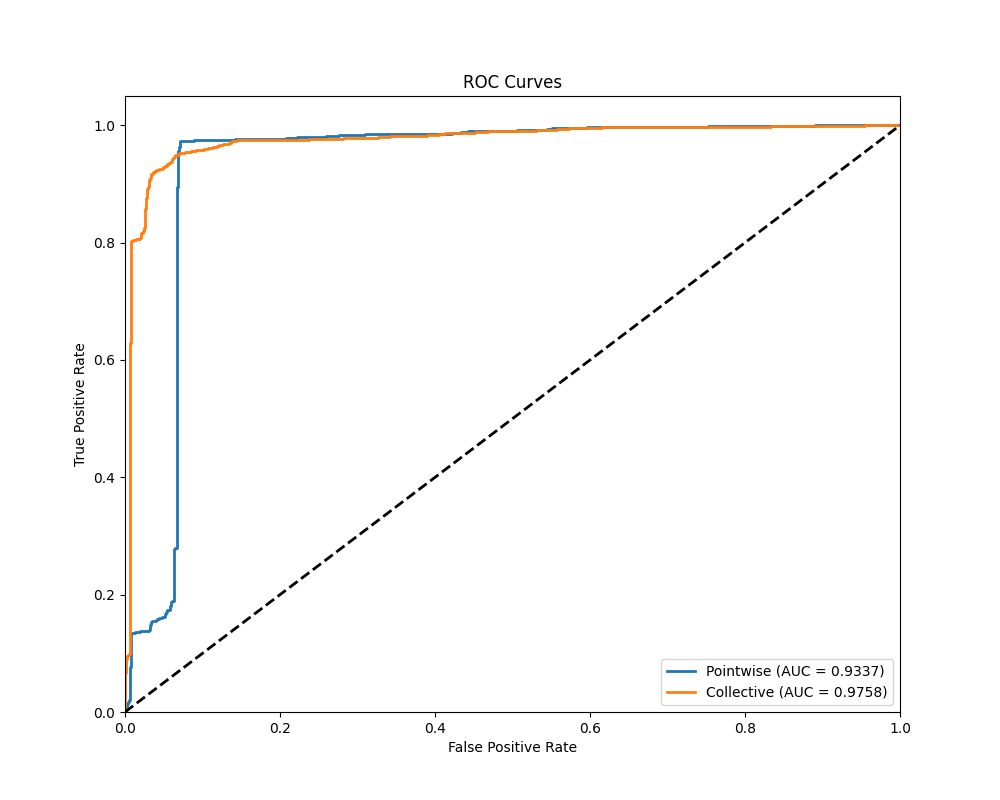 ROC Curves
True Positive Rate
1.0
0.8
0.6
0.4
0.2
0.0
0.0 0.2 0.4 0.6 0.8 1.0
False Positive Rate
Pointwise (AUC = 0.9337)
Collective (AUC = 0.9758)